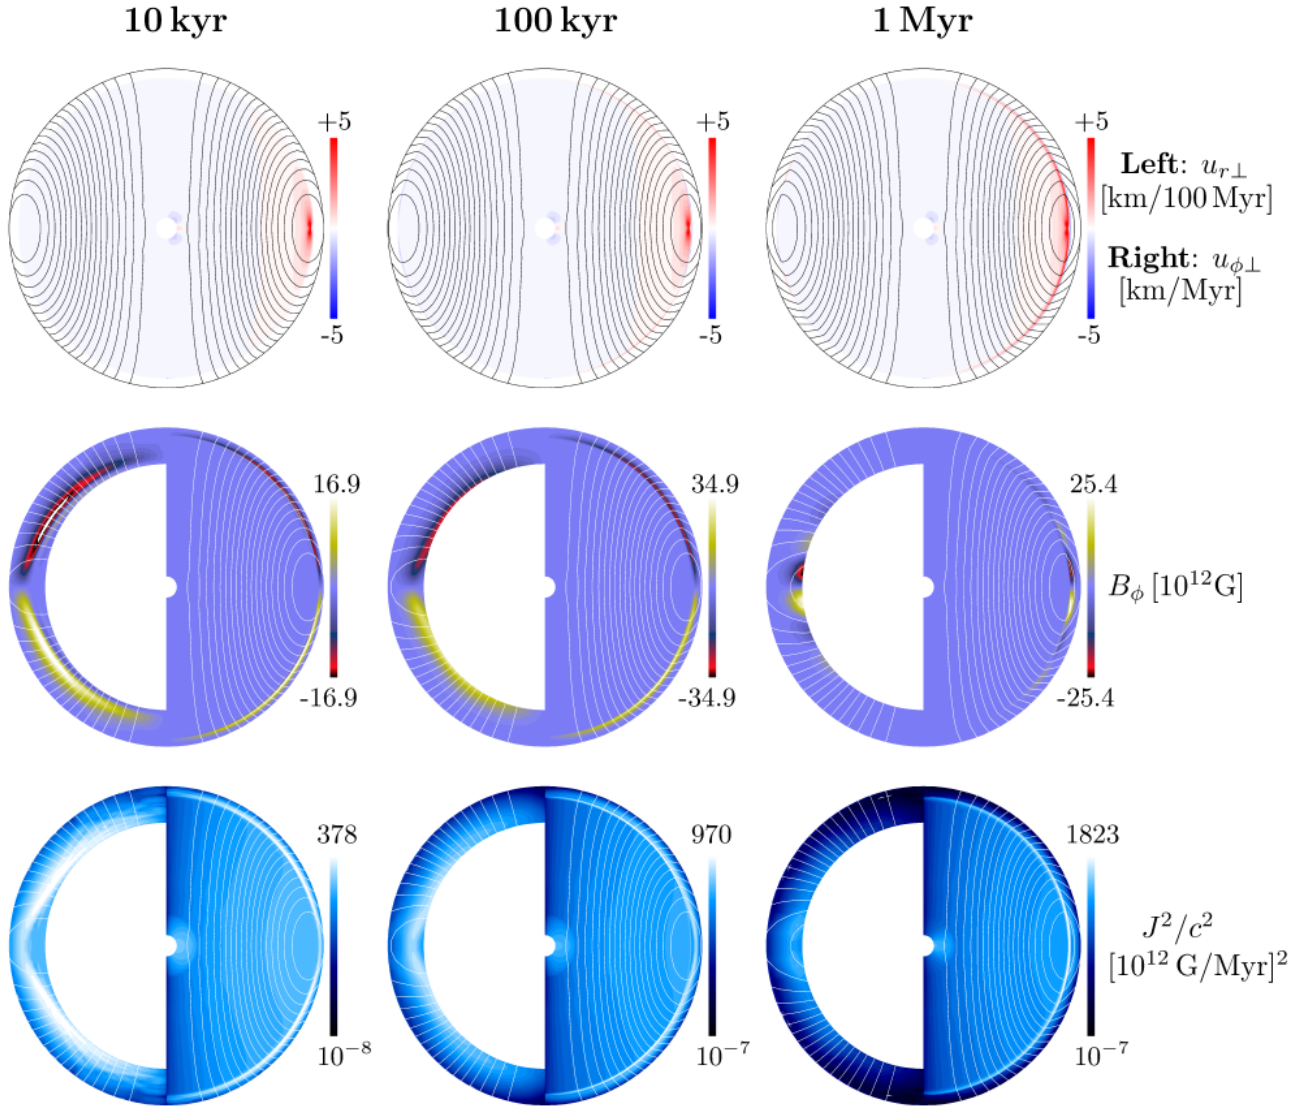 10 kyr 100 kyr 1 Myr
+5 +5 +5
Left: u_{r⊥}
[km/100 Myr]
Right: u_{ϕ⊥}
[km/Myr]
-5 -5 -5
16.9 34.9 25.4
B_ϕ [10^{12}G]
-16.9 -34.9 -25.4
378 970 1823
J^2/c^2
[10^{12} G/Myr]^2
10^{-8} 10^{-7} 10^{-7}